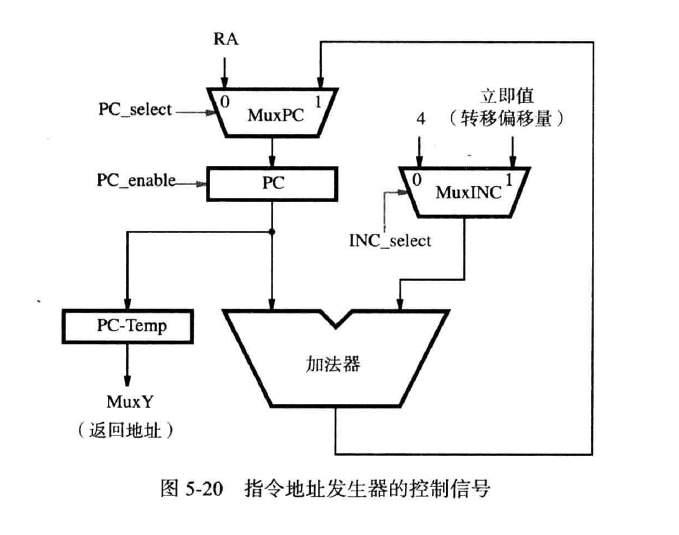 RA
0
1
MuxPC
PC_select
立即值
4
（转移偏移量）
PC_enable
PC
0
1
MuxINC
INC_select
PC-Temp
加法器
MuxY
（返回地址）
图 5-20 指令地址发生器的控制信号